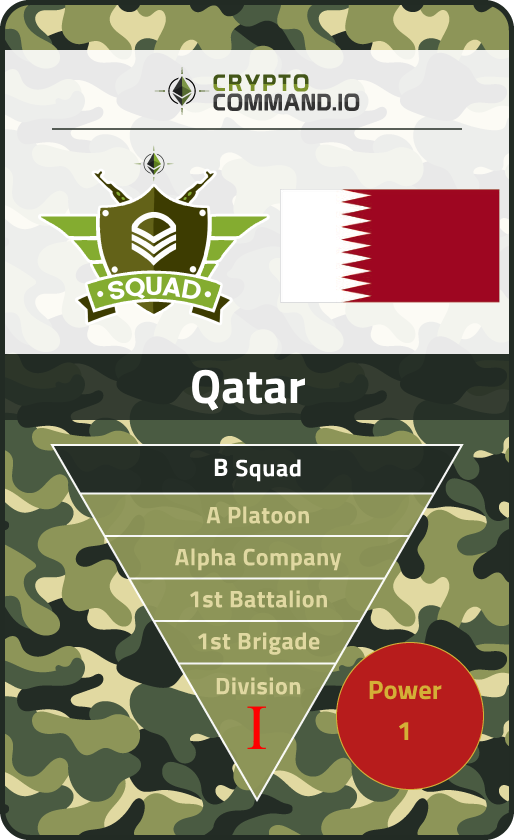 CRYPTO
COMMAND.IO
SQUAD
Qatar
B Squad
A Platoon
Alpha Company
1st Battalion
1st Brigade
Division
I
Power
1